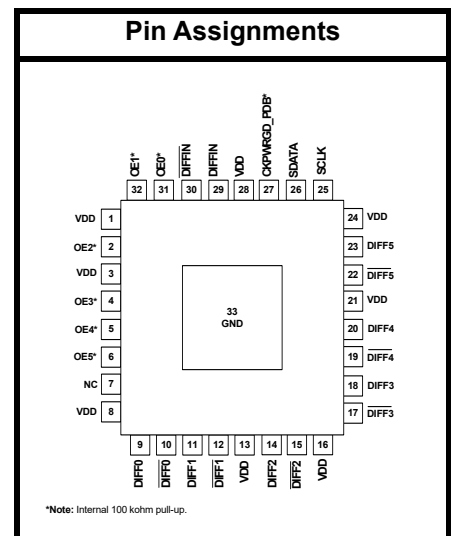 Pin Assignments
OE1*
OE0*
DIFFIN
DIFFIN
VDD
CKPWRGD_PDB*
SDATA
SCLK
32 31 30 29 28 27 26 25
VDD 1
OE2* 2
VDD 3
OE3* 4
OE4* 5
OE5* 6
NC 7
VDD 8
33
GND
24 VDD
23 DIFF5
22 DIFF5
21 VDD
20 DIFF4
19 DIFF4
18 DIFF3
17 DIFF3
9 10 11 12 13 14 15 16
DIFF0
DIFF0
DIFF1
DIFF1
VDD
DIFF2
DIFF2
VDD
*Note: Internal 100 kohm pull-up.